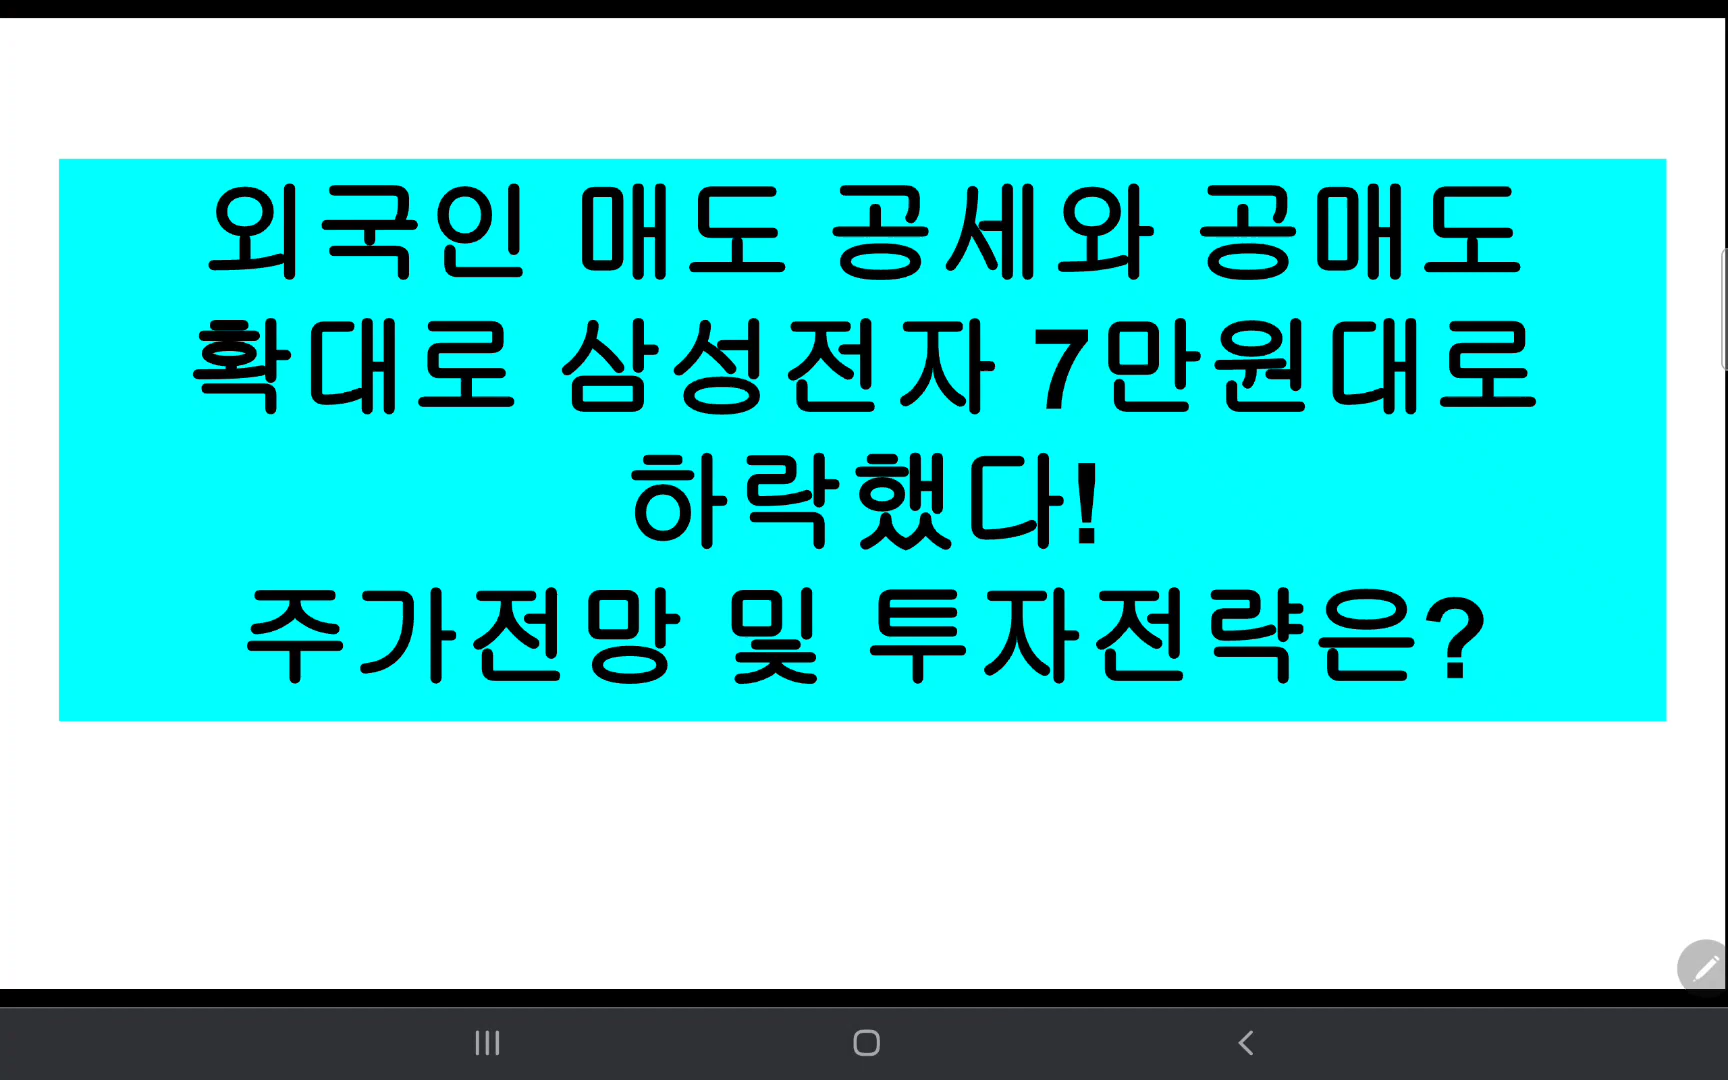 외국인 매도 공세와 공매도
확대로 삼성전자 7만원대로
하락했다!
주가전망 및 투자전략은?